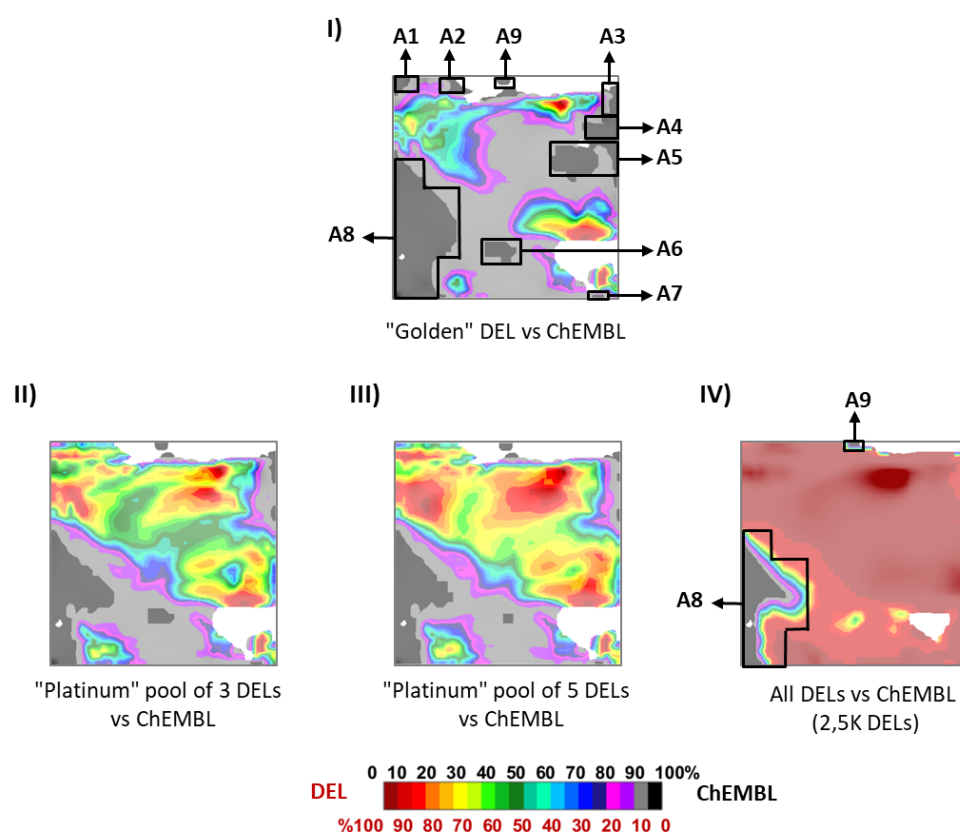 I)
A1 A2 A9 A3
A4
A5
A8
A6
A7
"Golden" DEL vs ChEMBL
II) III) IV)
A9
A8
"Platinum" pool of 3 DELs
vs ChEMBL
"Platinum" pool of 5 DELs
vs ChEMBL
All DELs vs ChEMBL
(2,5K DELs)
0 10 20 30 40 50 60 70 80 90 100%
DEL ChEMBL
%100 90 80 70 60 50 40 30 20 10 0